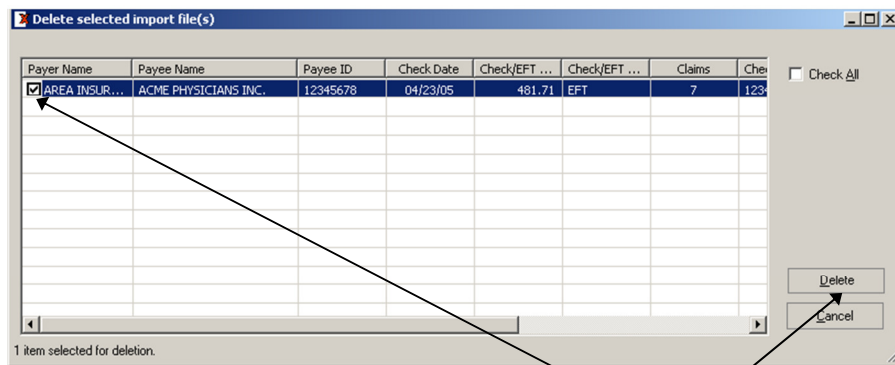 Delete selected import file(s)
Payer Name Payee Name Payee ID Check Date Check/EFT ... Check/EFT ... Claims Che
Check All
AREA INSUR... ACME PHYSICIANS INC. 12345678 04/23/05 481.71 EFT 7 1234
Delete
Cancel
1 item selected for deletion.